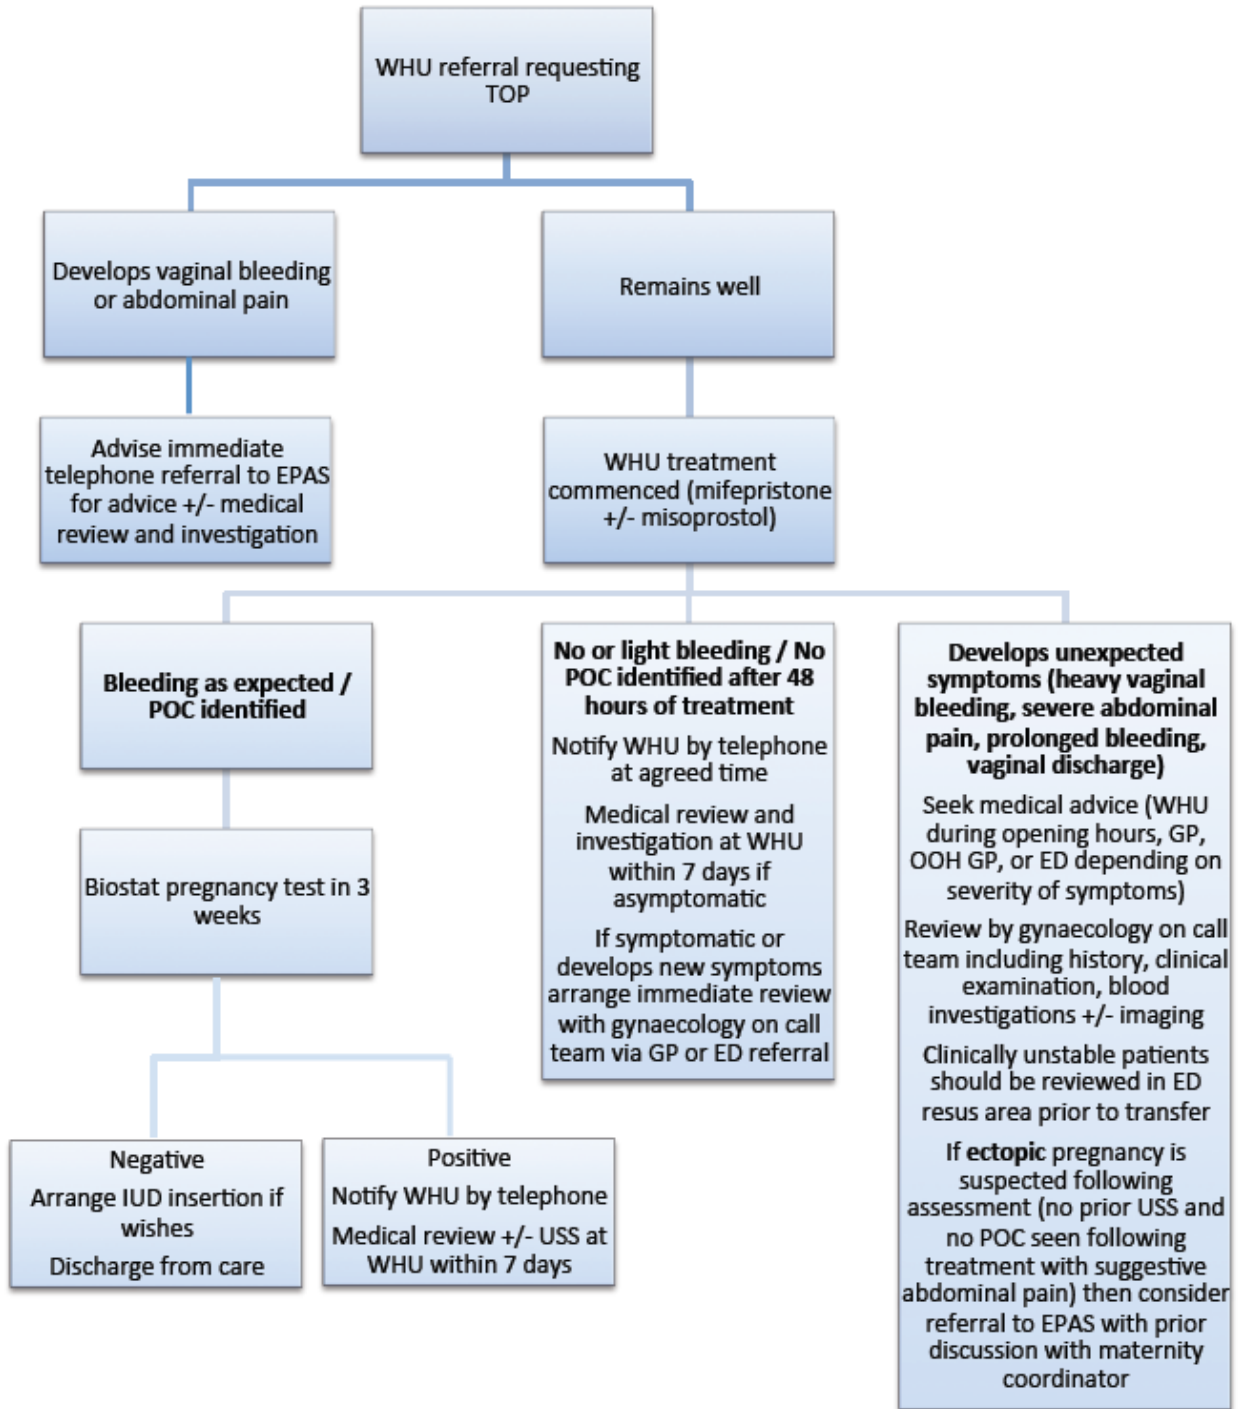 WHU referral requesting
TOP
Develops vaginal bleeding
or abdominal pain
Remains well
Advise immediate
telephone referral to EPAS
for advice +/- medical
review and investigation
WHU treatment
commenced (mifepristone
+/- misoprostol)
Bleeding as expected /
POC identified
No or light bleeding / No
POC identified after 48
hours of treatment
Notify WHU by telephone
at agreed time
Medical review and
investigation at WHU
within 7 days if
asymptomatic
If symptomatic or
develops new symptoms
arrange immediate review
with gynaecology on call
team via GP or ED referral
Develops unexpected
symptoms (heavy vaginal
bleeding, severe abdominal
pain, prolonged bleeding,
vaginal discharge)
Seek medical advice (WHU
during opening hours, GP,
OOH GP, or ED depending on
severity of symptoms)
Review by gynaecology on call
team including history, clinical
examination, blood
investigations +/- imaging
Clinically unstable patients
should be reviewed in ED
resus area prior to transfer
If ectopic pregnancy is
suspected following
assessment (no prior USS and
no POC seen following
treatment with suggestive
abdominal pain) then consider
referral to EPAS with prior
discussion with maternity
coordinator
Biostat pregnancy test in 3
weeks
Negative
Arrange IUD insertion if
wishes
Discharge from care
Positive
Notify WHU by telephone
Medical review +/- USS at
WHU within 7 days